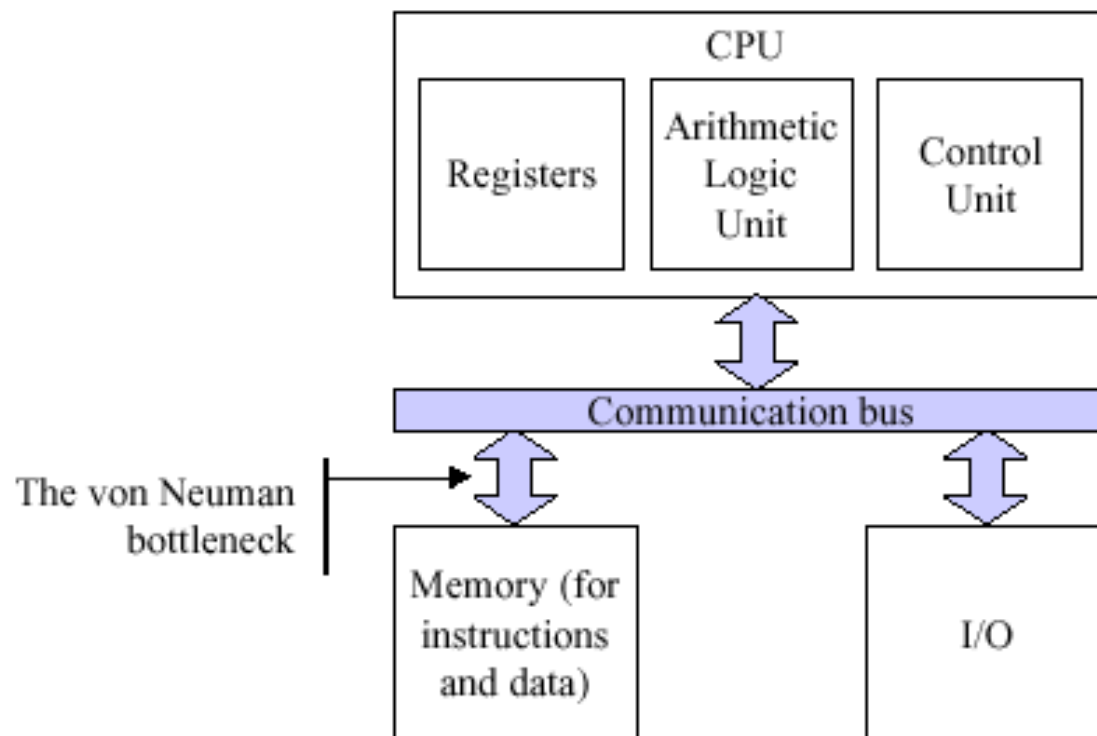 CPU
Registers
Arithmetic
Logic
Unit
Control
Unit
Communication bus
The von Neuman
bottleneck
Memory (for
instructions
and data)
I/O